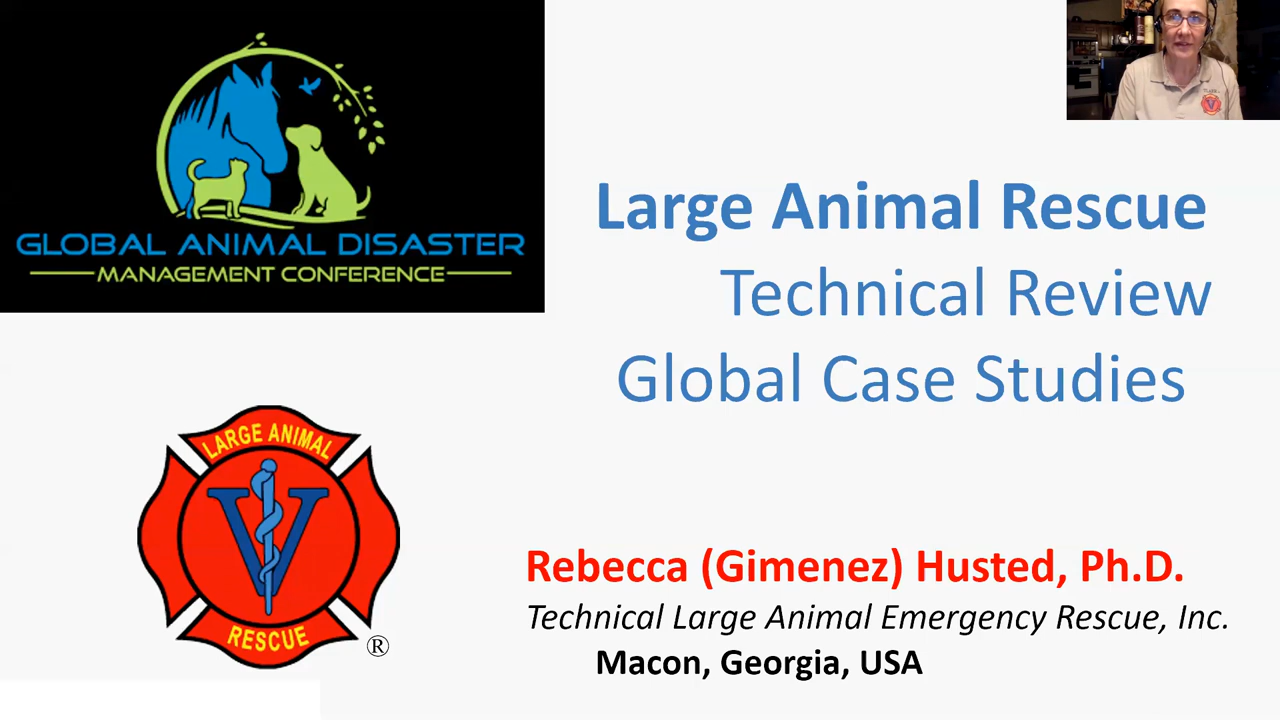 GLOBAL ANIMAL DISASTER
MANAGEMENT CONFERENCE
Large Animal Rescue
Technical Review
Global Case Studies
LARGE ANIMAL
V
RESCUE
®
Rebecca (Gimenez) Husted, Ph.D.
Technical Large Animal Emergency Rescue, Inc.
Macon, Georgia, USA